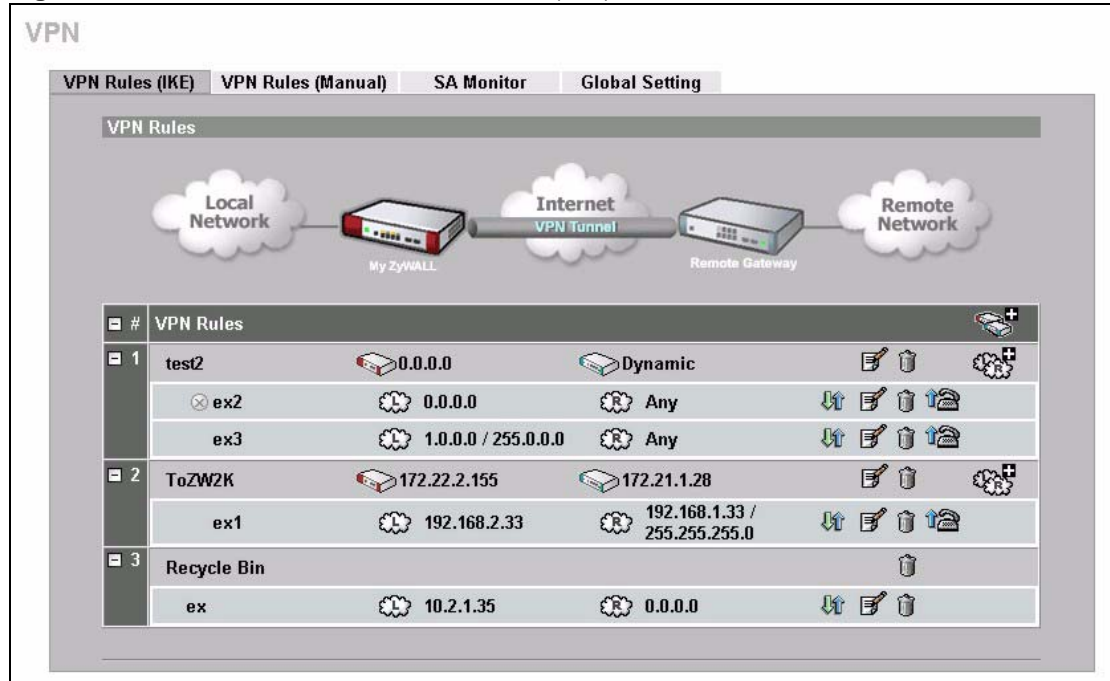 VPN
VPN Rules (IKE) VPN Rules (Manual) SA Monitor Global Setting
VPN Rules
Local
Network
My ZyWALL
Internet
VPN Tunnel
Remote Gateway
Remote
Network
# VPN Rules
1 test2 0.0.0.0 Dynamic
ex2 L 0.0.0.0 R Any
ex3 L 1.0.0.0 / 255.0.0.0 R Any
2 ToZW2K 172.22.2.155 172.21.1.28
ex1 L 192.168.2.33 R 192.168.1.33 /
255.255.255.0
3 Recycle Bin
ex L 10.2.1.35 R 0.0.0.0